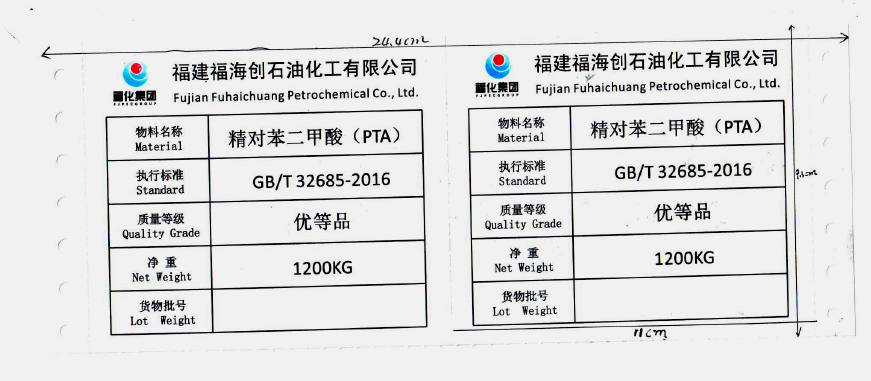 24.4cm
福化集团
FJPECGROUP
福建福海创石油化工有限公司
Fujian Fuhaichuang Petrochemical Co., Ltd.
物料名称
Material
精对苯二甲酸（PTA）
执行标准
Standard
GB/T 32685-2016
质量等级
Quality Grade
优等品
净 重
Net Weight
1200KG
货物批号
Lot Weight
福化集团
FJPECGROUP
福建福海创石油化工有限公司
Fujian Fuhaichuang Petrochemical Co., Ltd.
物料名称
Material
精对苯二甲酸（PTA）
执行标准
Standard
GB/T 32685-2016
质量等级
Quality Grade
优等品
净 重
Net Weight
1200KG
货物批号
Lot Weight
11cm